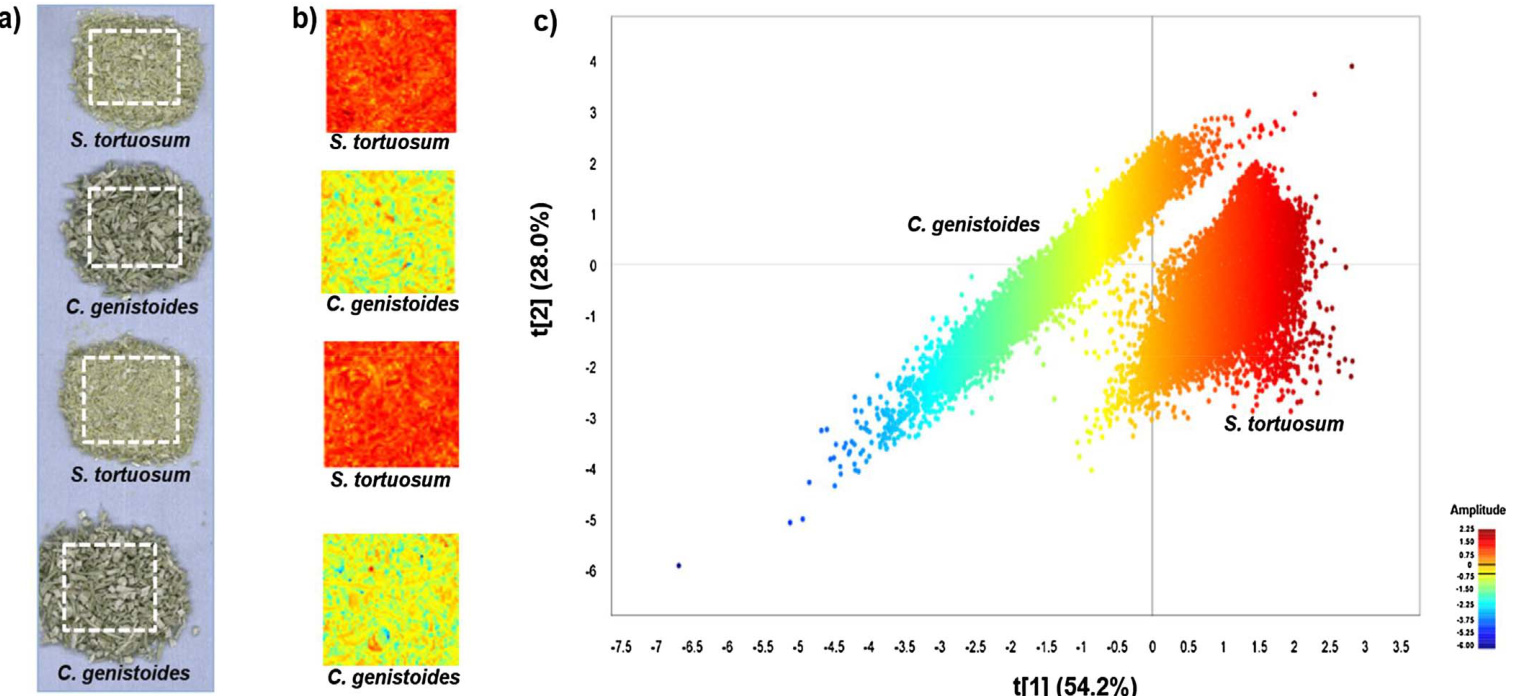 a)
S. tortuosum
C. genistoides
S. tortuosum
C. genistoides
b)
S. tortuosum
C. genistoides
S. tortuosum
C. genistoides
c)
t[2] (28.0%)
4
3
2
1
0
-1
-2
-3
-4
-5
-6
C. genistoides
S. tortuosum
-7.5 -7 -6.5 -6 -5.5 -5 -4.5 -4 -3.5 -3 -2.5 -2 -1.5 -1 -0.5 0 0.5 1 1.5 2 2.5 3 3.5
t[1] (54.2%)
Amplitude
2.25
1.50
0.75
0
-0.75
-1.50
-2.25
-3.75
-5.25
-6.00